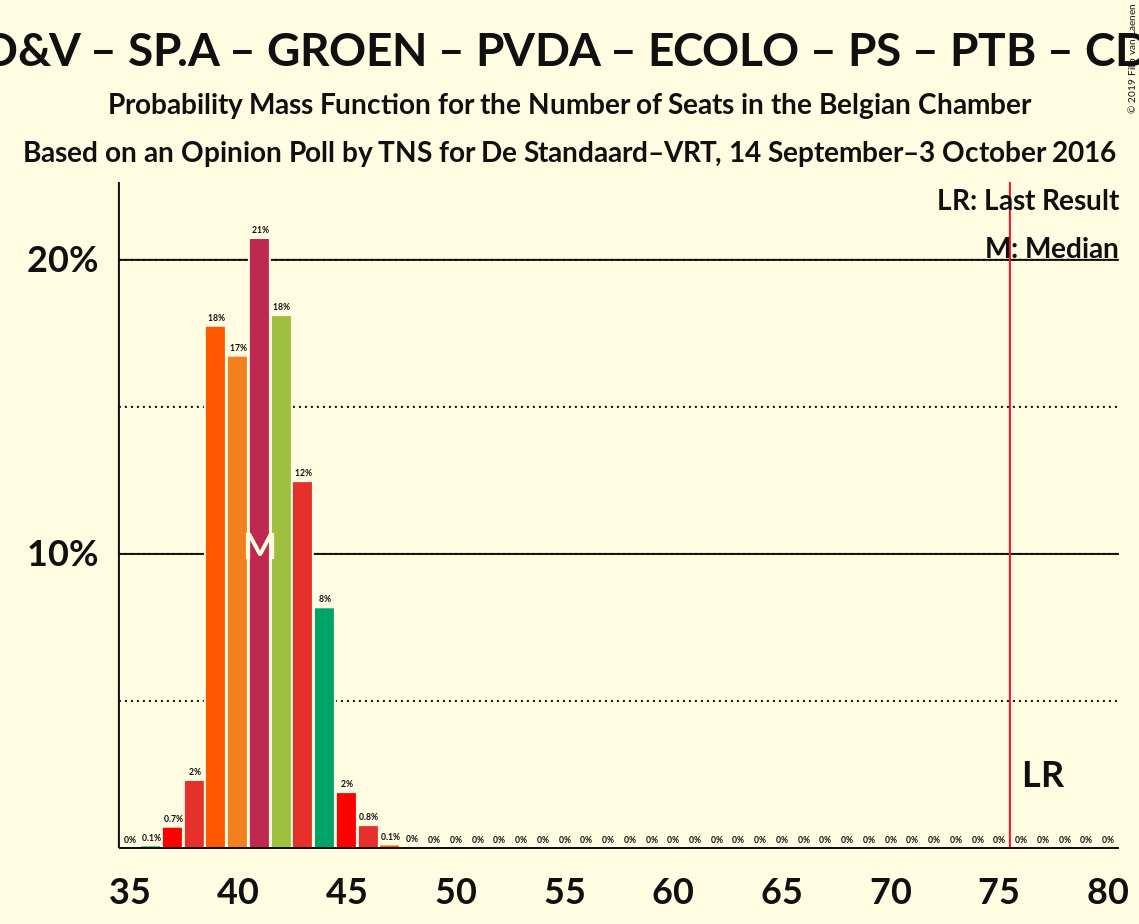 D&V – SP.A – GROEN – PVDA – ECOLO – PS – PTB – CD
Probability Mass Function for the Number of Seats in the Belgian Chamber
Based on an Opinion Poll by TNS for De Standaard–VRT, 14 September–3 October 2016
© 2019 Filip van Laenen
LR: Last Result
M: Median
20%
10%
0% 0.1% 0.7% 2% 18% 17% 21% 18% 12% 8% 2% 0.8% 0.1% 0% 0% 0% 0% 0% 0% 0% 0% 0% 0% 0% 0% 0% 0% 0% 0% 0% 0% 0% 0% 0% 0% 0% 0% 0% 0% 0% 0% 0% 0% 0% 0% 0%
M
LR
35 40 45 50 55 60 65 70 75 80